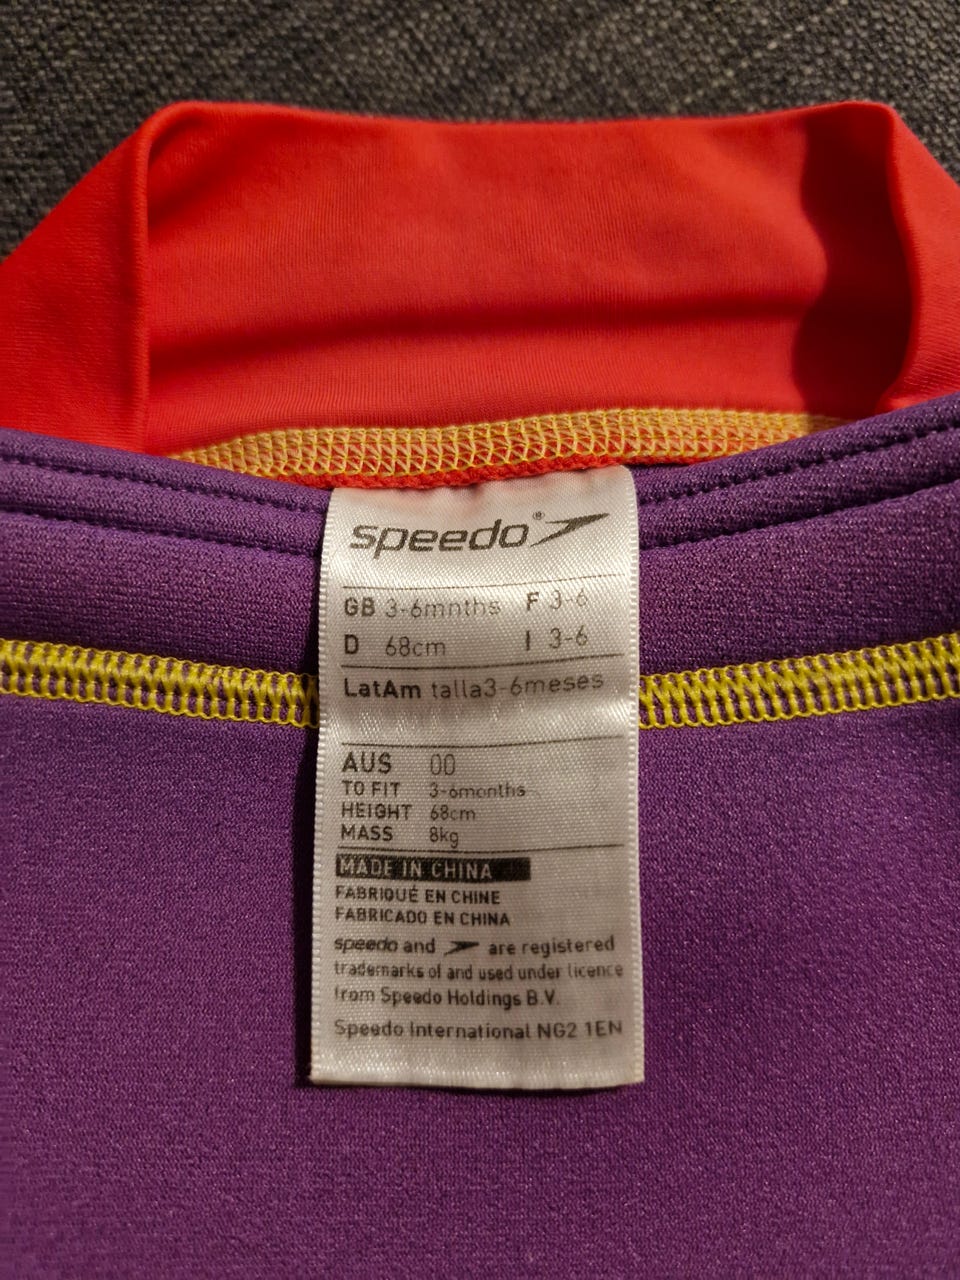 speedo®
GB 3-6mnths F 3-6
D 68cm I 3-6
LatAm talla3-6meses
AUS 00
TO FIT 3-6months
HEIGHT 68cm
MASS 8kg
MADE IN CHINA
FABRIQUÉ EN CHINE
FABRICADO EN CHINA
speedo and are registered
trademarks of and used under licence
from Speedo Holdings B.V.
Speedo International NG2 1EN